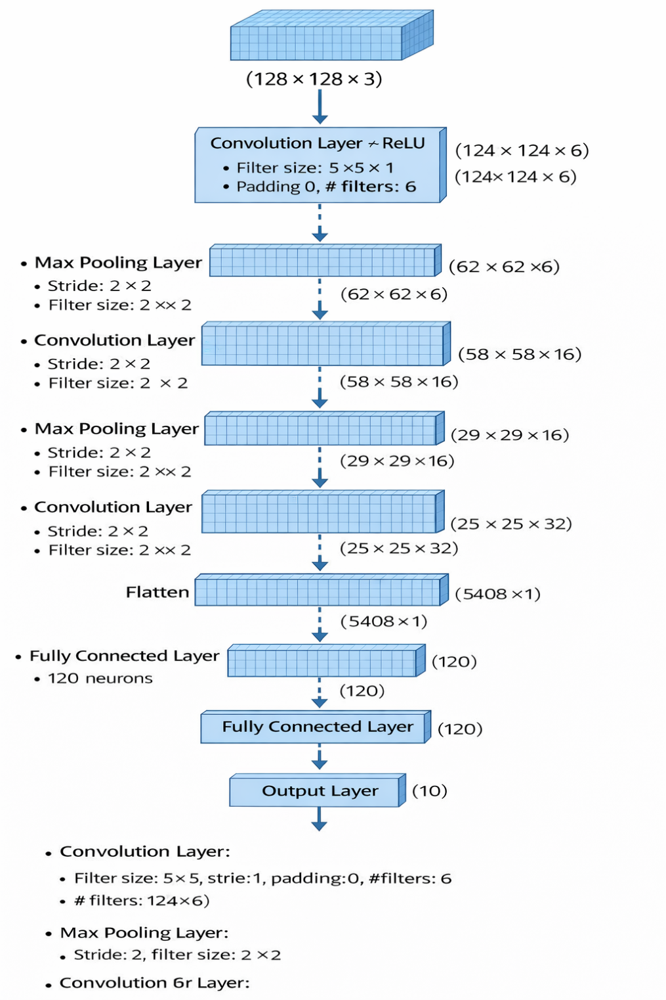 (128 × 128 × 3)
Convolution Layer ≁ ReLU
• Filter size: 5 ×5 × 1
• Padding 0, # filters: 6
(124 × 124 × 6)
(124× 124 × 6)
• Max Pooling Layer
• Stride: 2 × 2
• Filter size: 2 ×× 2
(62 × 62 ×6)
(62 × 62 × 6)
• Convolution Layer
• Stride: 2 × 2
• Filter size: 2 × 2
(58 × 58 × 16)
(58 × 58 × 16)
• Max Pooling Layer
• Stride: 2 × 2
• Filter size: 2 ×× 2
(29 × 29 × 16)
(29 × 29 × 16)
• Convolution Layer
• Stride: 2 × 2
• Filter size: 2 ×× 2
(25 × 25 × 32)
(25 × 25 × 32)
Flatten
(5408 ×1)
(5408 × 1)
• Fully Connected Layer
• 120 neurons
(120)
(120)
Fully Connected Layer
(120)
Output Layer
(10)
• Convolution Layer:
• Filter size: 5× 5, strie:1, padding:0, #filters: 6
• # filters: 124×6)
• Max Pooling Layer:
• Stride: 2, filter size: 2 ×2
• Convolution 6r Layer: